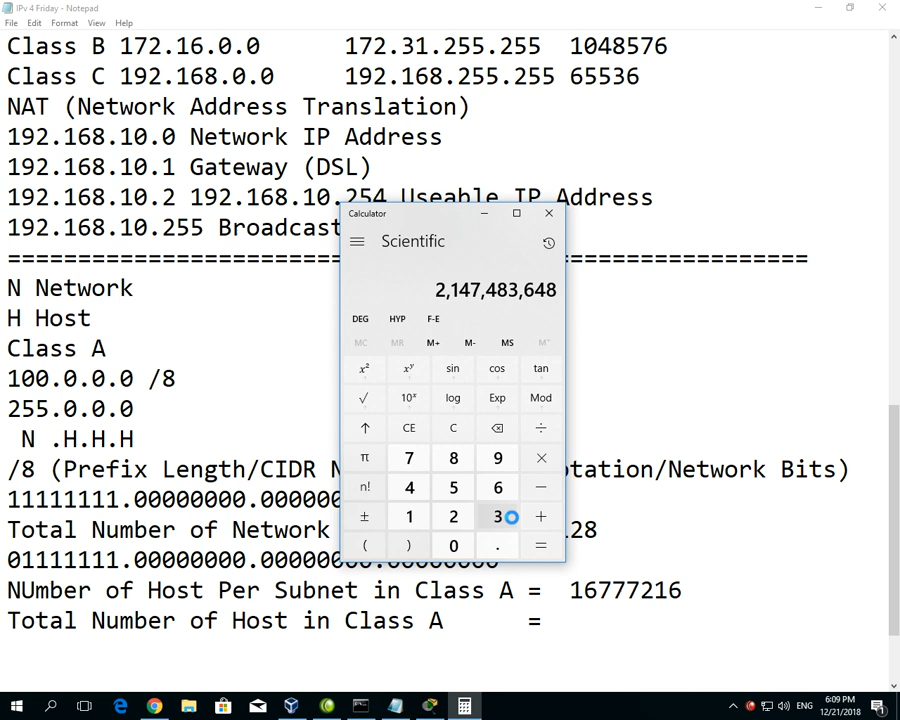 IPv 4 Friday - Notepad
File Edit Format View Help
Class B 172.16.0.0 172.31.255.255 1048576
Class C 192.168.0.0 192.168.255.255 65536
NAT (Network Address Translation)
192.168.10.0 Network IP Address
192.168.10.1 Gateway (DSL)
192.168.10.2 192.168.10.254 Useable IP Address
192.168.10.255 Broadcast
N Network
H Host
Class A
100.0.0.0 /8
255.0.0.0
N .H.H.H
/8 (Prefix Length/CIDR otation/Network Bits)
11111111.00000000.000000
Total Number of Network 28
01111111.00000000.00000000.00000000
NUmber of Host Per Subnet in Class A = 16777216
Total Number of Host in Class A =
Calculator
Scientific
2,147,483,648
DEG HYP F-E
MC MR M+ M- MS M˅
x² xʸ sin cos tan
√ 10ˣ log Exp Mod
↑ CE C ⌫ ÷
π 7 8 9 ×
n! 4 5 6 −
± 1 2 3 +
( ) 0 . =
ENG
6:09 PM
12/21/2018
1